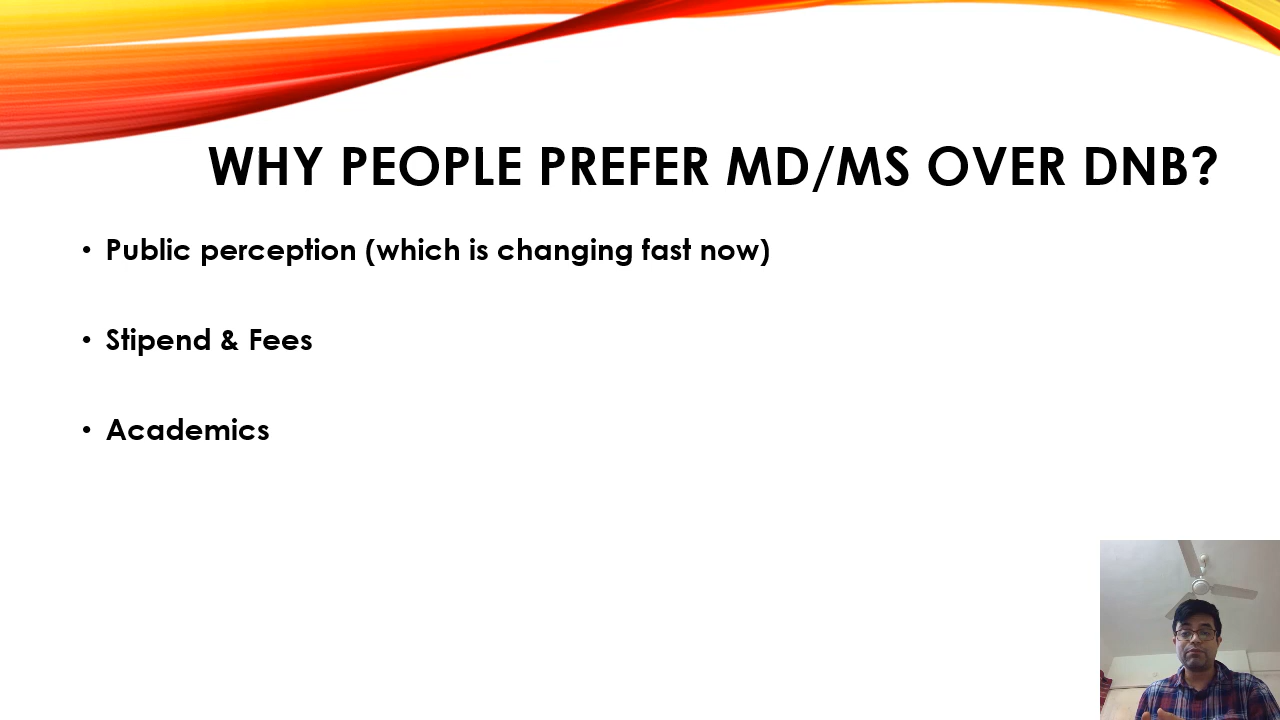 WHY PEOPLE PREFER MD/MS OVER DNB?
• Public perception (which is changing fast now)
• Stipend & Fees
• Academics